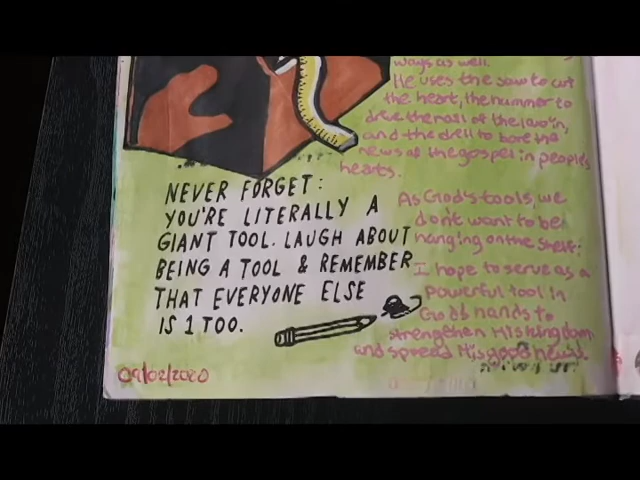 NEVER FORGET:
YOU'RE LITERALLY A
GIANT TOOL. LAUGH ABOUT
BEING A TOOL & REMEMBER
THAT EVERYONE ELSE
IS 1 TOO.
09/02/2020
ways as well.
He uses the saw to cut
the heart, the hammer to
drive the nail of the law in,
and the drill to bore the
news of the gospel in people's
hearts.
As God's tools, we
don't want to be
hanging on the shelf;
I hope to serve as a
powerful tool in
God's hands to
strengthen His kingdom
and spread His good news.